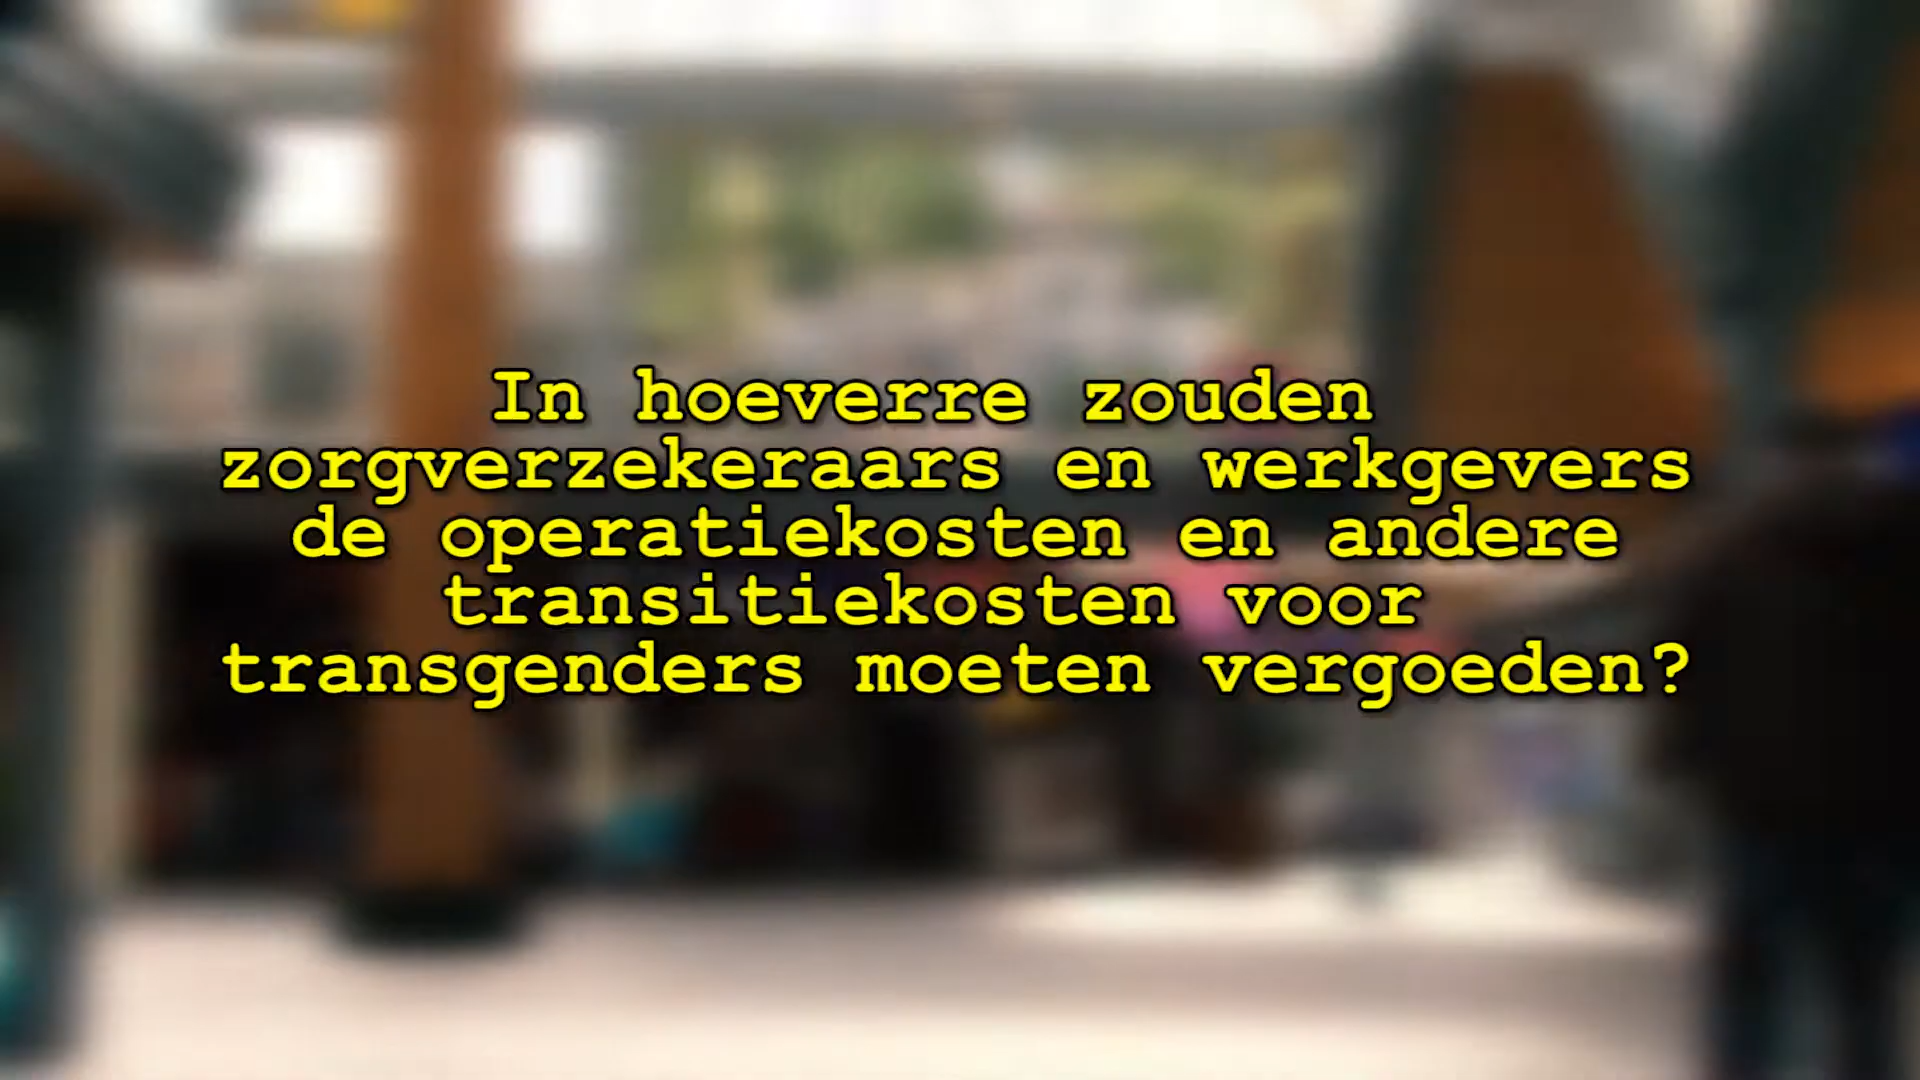 In hoeverre zouden
zorgverzekeraars en werkgevers
de operatiekosten en andere
transitiekosten voor
transgenders moeten vergoeden?